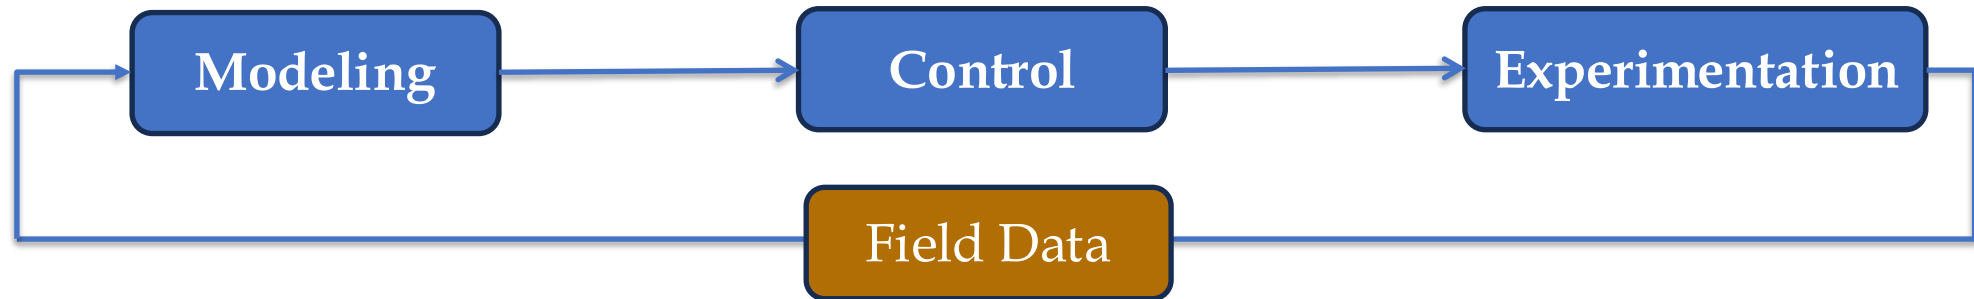 Modeling
Control
Experimentation
Field Data